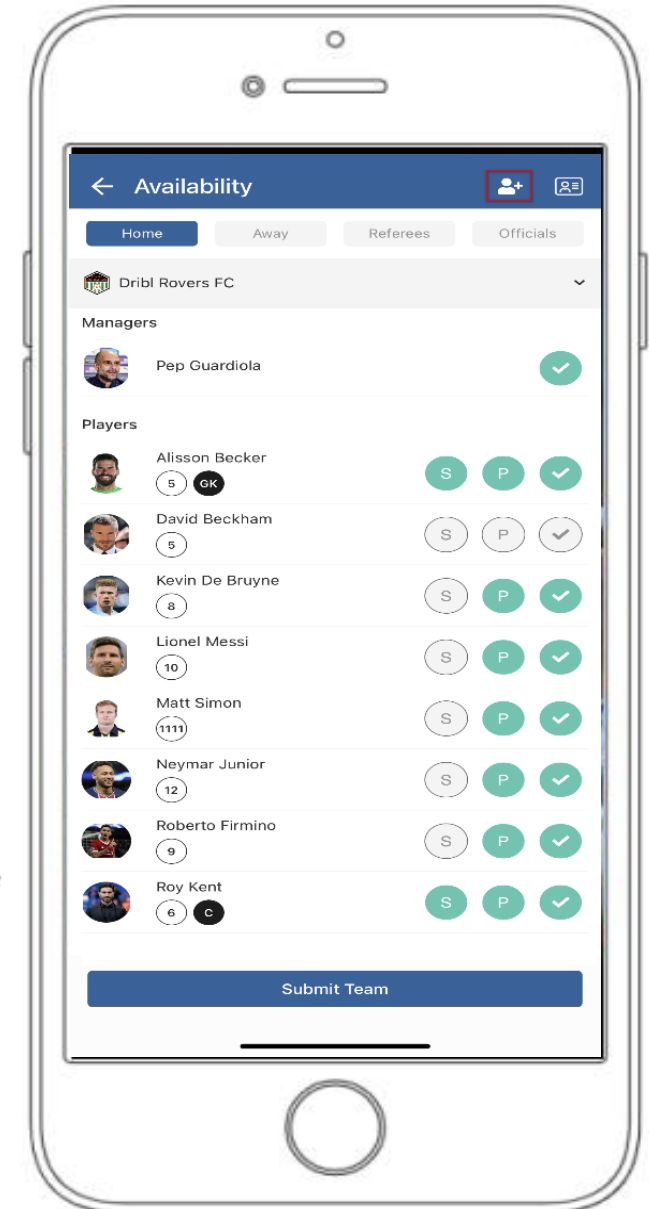 Availability
Home Away Referees Officials
Dribl Rovers FC
Managers
Pep Guardiola
Players
Alisson Becker
5 GK S P
David Beckham
5 S P
Kevin De Bruyne
8 S P
Lionel Messi
10 S P
Matt Simon
1111 S P
Neymar Junior
12 S P
Roberto Firmino
9 S P
Roy Kent
6 C S P
Submit Team